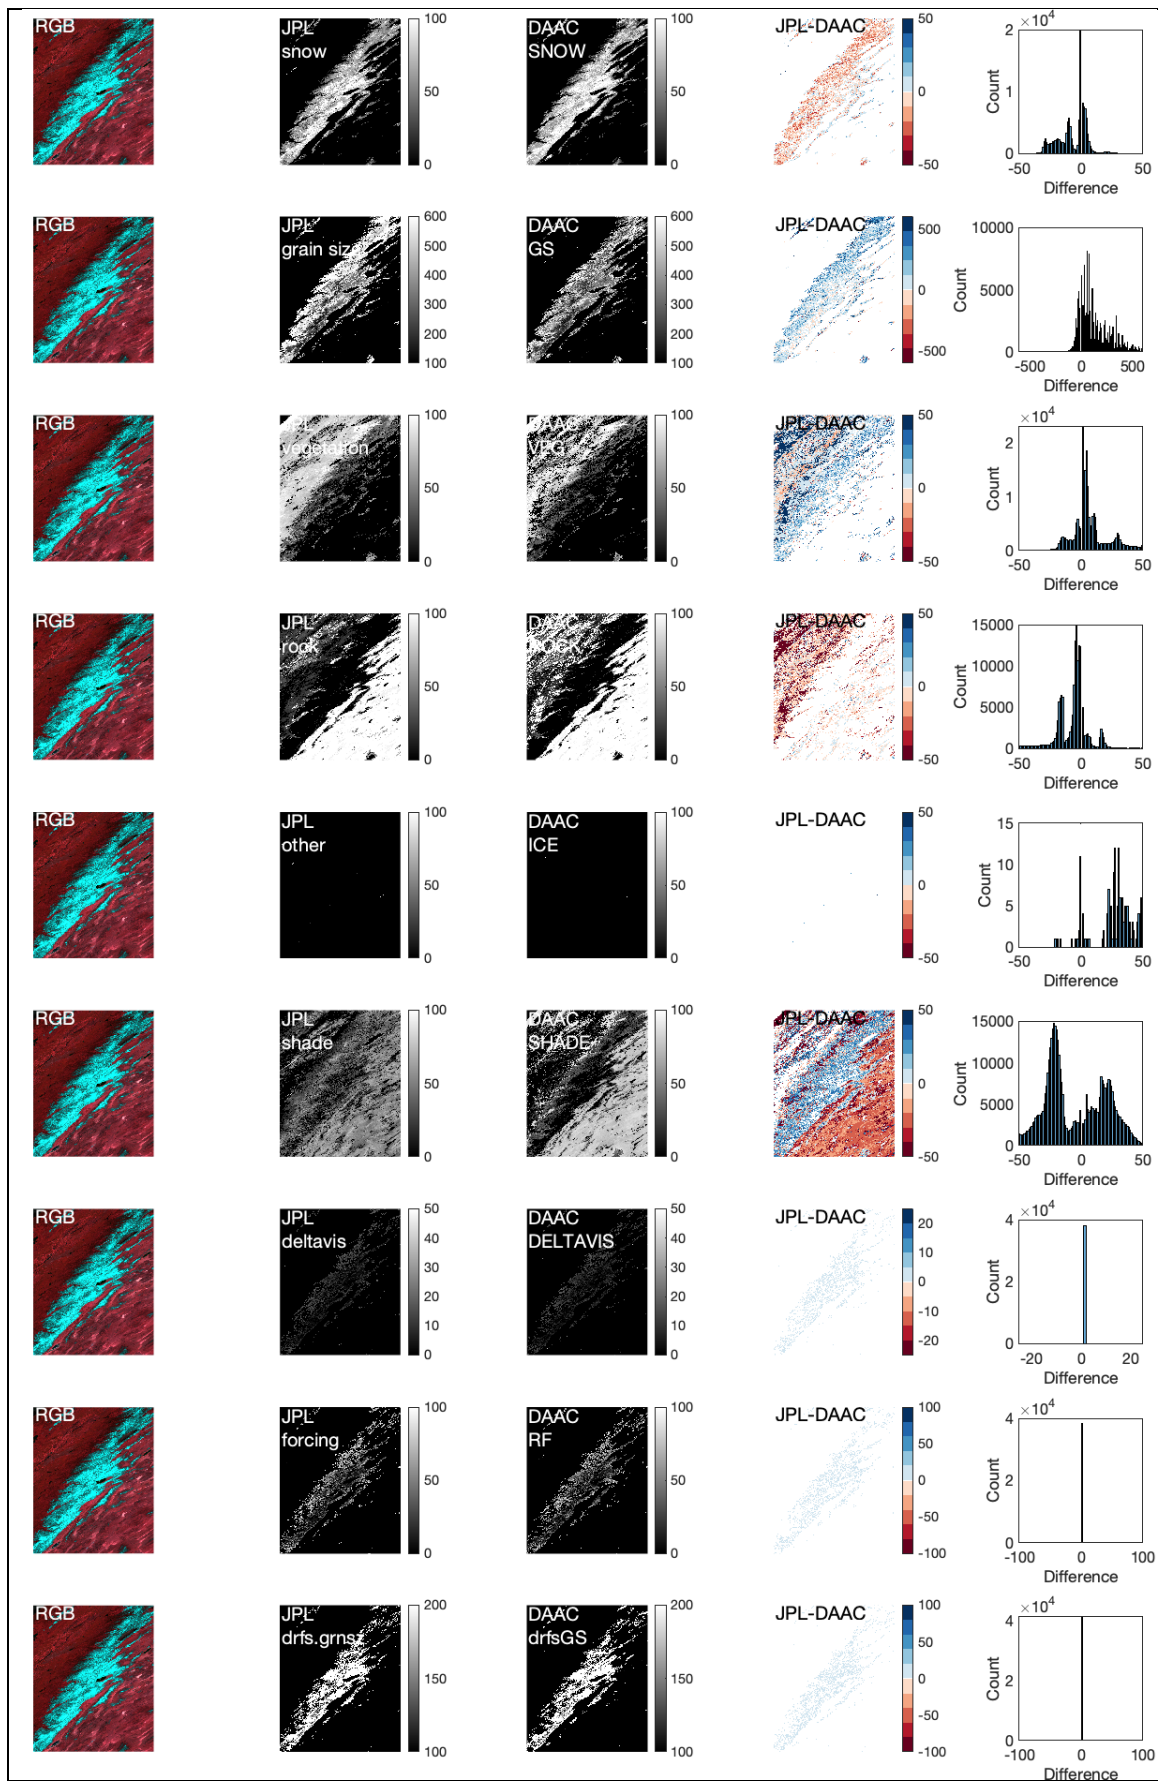 RGB
JPL
snow
100
50
0
DAAC
SNOW
100
50
0
JPL-DAAC
50
0
-50
×10⁴
2
1
0
Count
-50 0 50
Difference
RGB
JPL
grain size
600
500
400
300
200
100
DAAC
GS
600
500
400
300
200
100
JPL-DAAC
500
0
-500
10000
5000
0
Count
-500 0 500
Difference
RGB
JPL
vegetation
100
50
0
DAAC
VEG
100
50
0
JPL-DAAC
50
0
-50
×10⁴
2
1
0
Count
-50 0 50
Difference
RGB
JPL
rock
100
50
0
DAAC
ROCK
100
50
0
JPL-DAAC
50
0
-50
15000
10000
5000
0
Count
-50 0 50
Difference
RGB
JPL
other
100
50
0
DAAC
ICE
100
50
0
JPL-DAAC
50
0
-50
15
10
5
0
Count
-50 0 50
Difference
RGB
JPL
shade
100
50
0
DAAC
SHADE
100
50
0
JPL-DAAC
50
0
-50
15000
10000
5000
0
Count
-50 0 50
Difference
RGB
JPL
deltavis
50
40
30
20
10
0
DAAC
DELTAVIS
50
40
30
20
10
0
JPL-DAAC
20
10
0
-10
-20
×10⁴
4
2
0
Count
-20 0 20
Difference
RGB
JPL
forcing
100
50
0
DAAC
RF
100
50
0
JPL-DAAC
100
50
0
-50
-100
×10⁴
4
2
0
Count
-100 0 100
Difference
RGB
JPL
drfs.grnsz
200
150
100
DAAC
drfsGS
200
150
100
JPL-DAAC
100
50
0
-50
-100
×10⁴
4
2
0
Count
-100 0 100
Difference